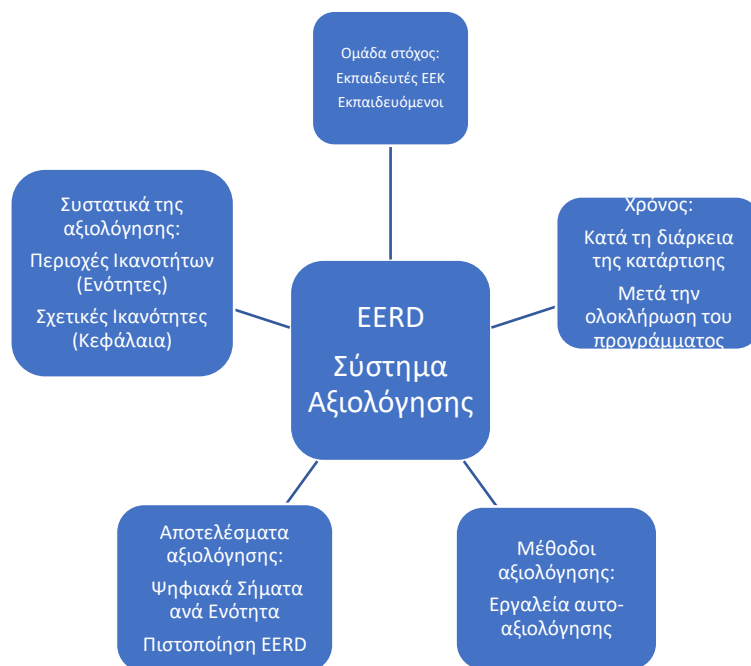 Ομάδα στόχος:
Εκπαιδευτές ΕΕΚ
Εκπαιδευόμενοι
Συστατικά της
αξιολόγησης:
Περιοχές Ικανοτήτων
(Ενότητες)
Σχετικές Ικανότητες
(Κεφάλαια)
Χρόνος:
Κατά τη διάρκεια
της κατάρτισης
Μετά την
ολοκλήρωση του
προγράμματος
EERD
Σύστημα
Αξιολόγησης
Αποτελέσματα
αξιολόγησης:
Ψηφιακά Σήματα
ανά Ενότητα
Πιστοποίηση EERD
Μέθοδοι
αξιολόγησης:
Εργαλεία αυτο-
αξιολόγησης